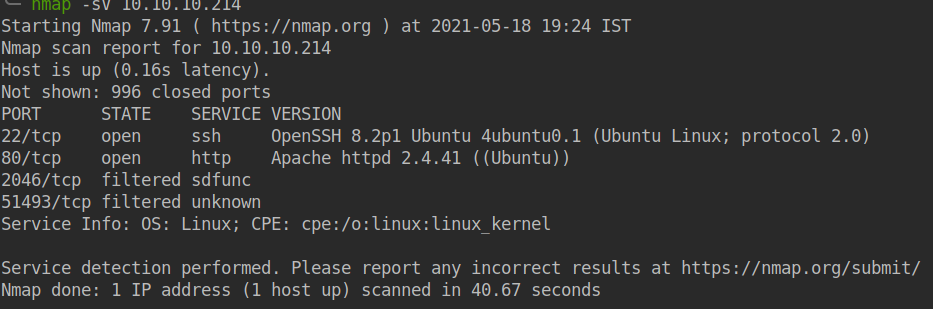 nmap -sV 10.10.10.214
Starting Nmap 7.91 ( https://nmap.org ) at 2021-05-18 19:24 IST
Nmap scan report for 10.10.10.214
Host is up (0.16s latency).
Not shown: 996 closed ports
PORT      STATE    SERVICE VERSION
22/tcp    open     ssh     OpenSSH 8.2p1 Ubuntu 4ubuntu0.1 (Ubuntu Linux; protocol 2.0)
80/tcp    open     http    Apache httpd 2.4.41 ((Ubuntu))
2046/tcp  filtered sdfunc
51493/tcp filtered unknown
Service Info: OS: Linux; CPE: cpe:/o:linux:linux_kernel
Service detection performed. Please report any incorrect results at https://nmap.org/submit/
Nmap done: 1 IP address (1 host up) scanned in 40.67 seconds